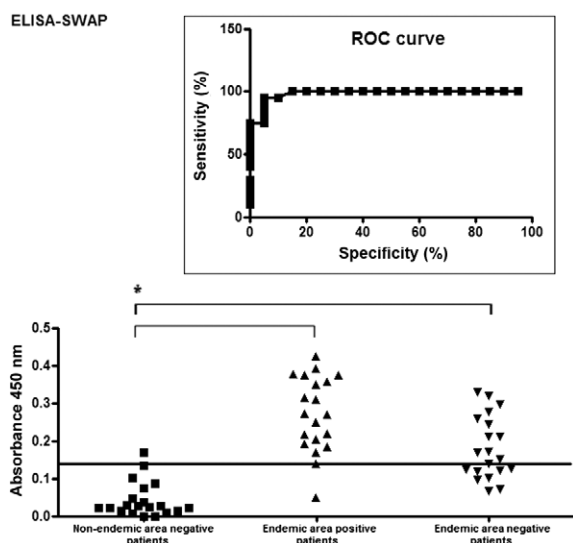 ELISA-SWAP
ROC curve
150
100
50
0
Sensitivity (%)
0 20 40 60 80 100
Specificity (%)
*
0.5
0.4
0.3
0.2
0.1
0.0
Absorbance 450 nm
Non-endemic area negative patients
Endemic area positive patients
Endemic area negative patients